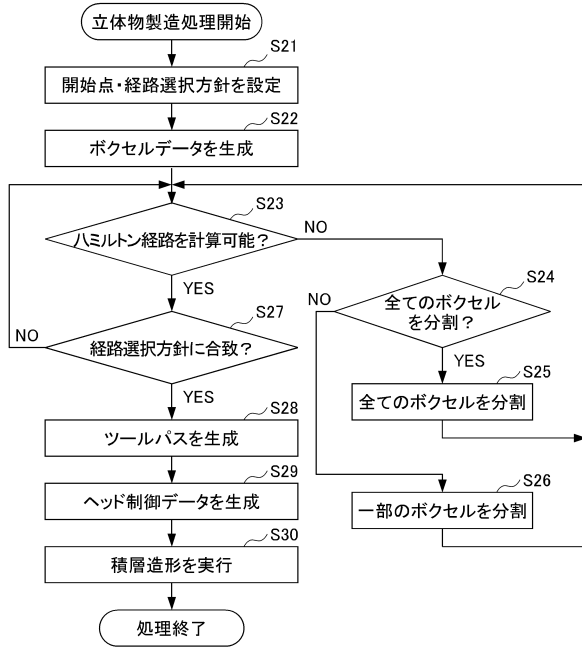 立体物製造処理開始
S21
開始点・経路選択方針を設定
S22
ボクセルデータを生成
S23
ハミルトン経路を計算可能？
NO
YES
S24
全てのボクセル
を分割？
NO
YES
S25
全てのボクセルを分割
S26
一部のボクセルを分割
S27
経路選択方針に合致？
NO
YES
S28
ツールパスを生成
S29
ヘッド制御データを生成
S30
積層造形を実行
処理終了